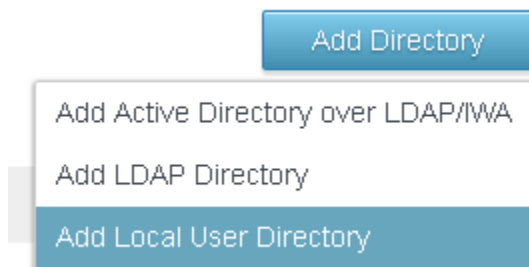 Add Directory
Add Active Directory over LDAP/IWA
Add LDAP Directory
Add Local User Directory